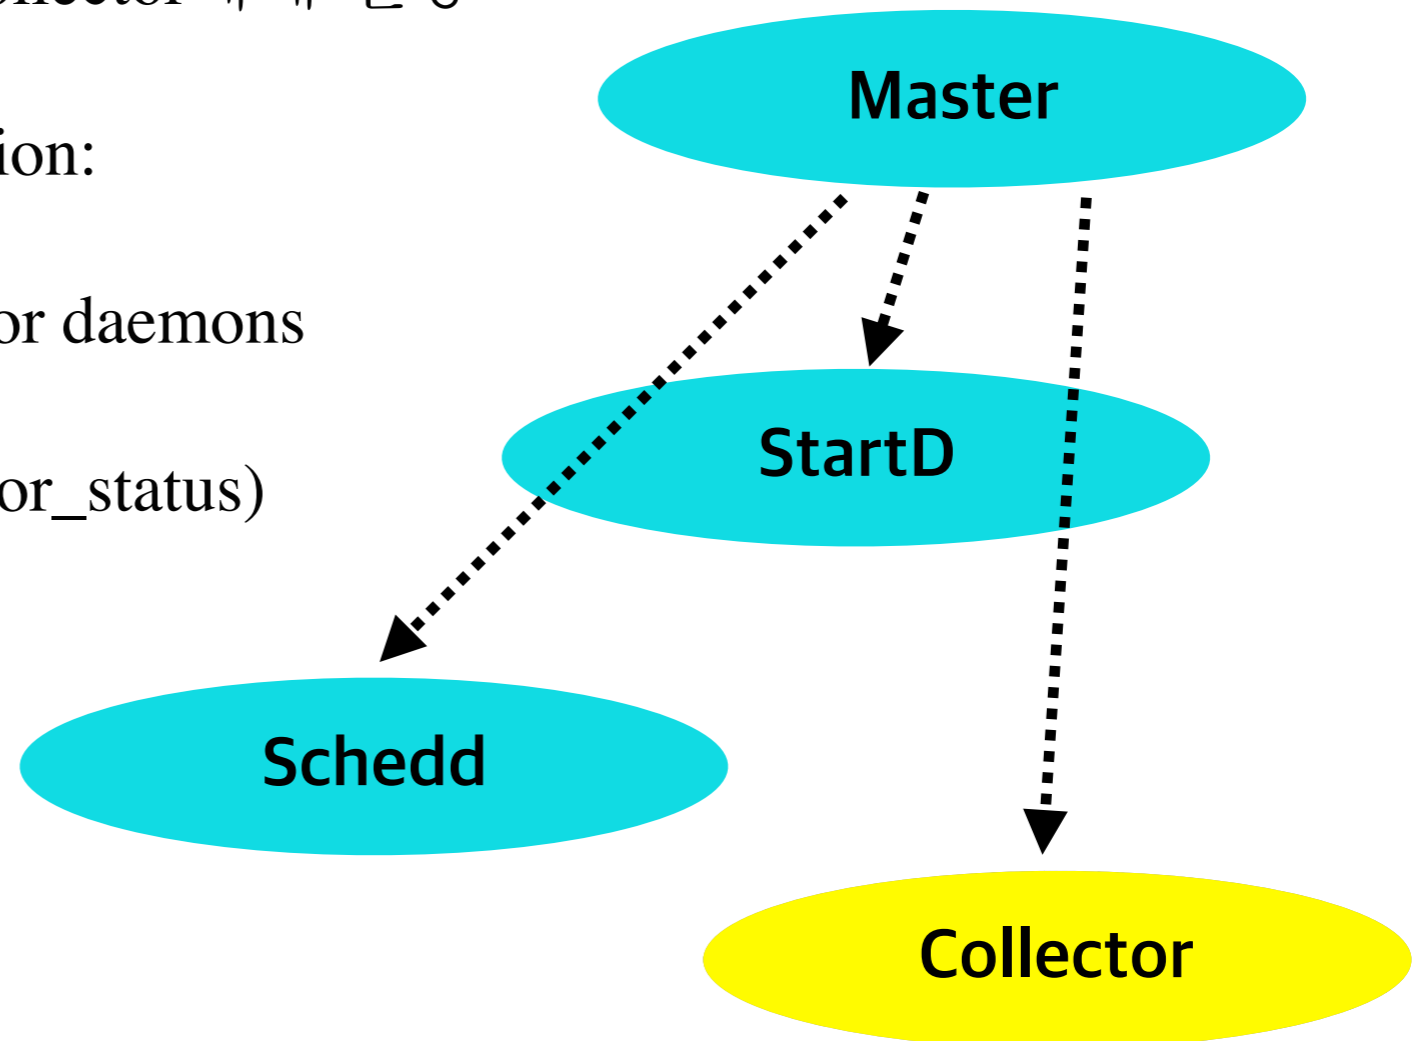 ion:
or daemons
or_status)
Master
StartD
Schedd
Collector